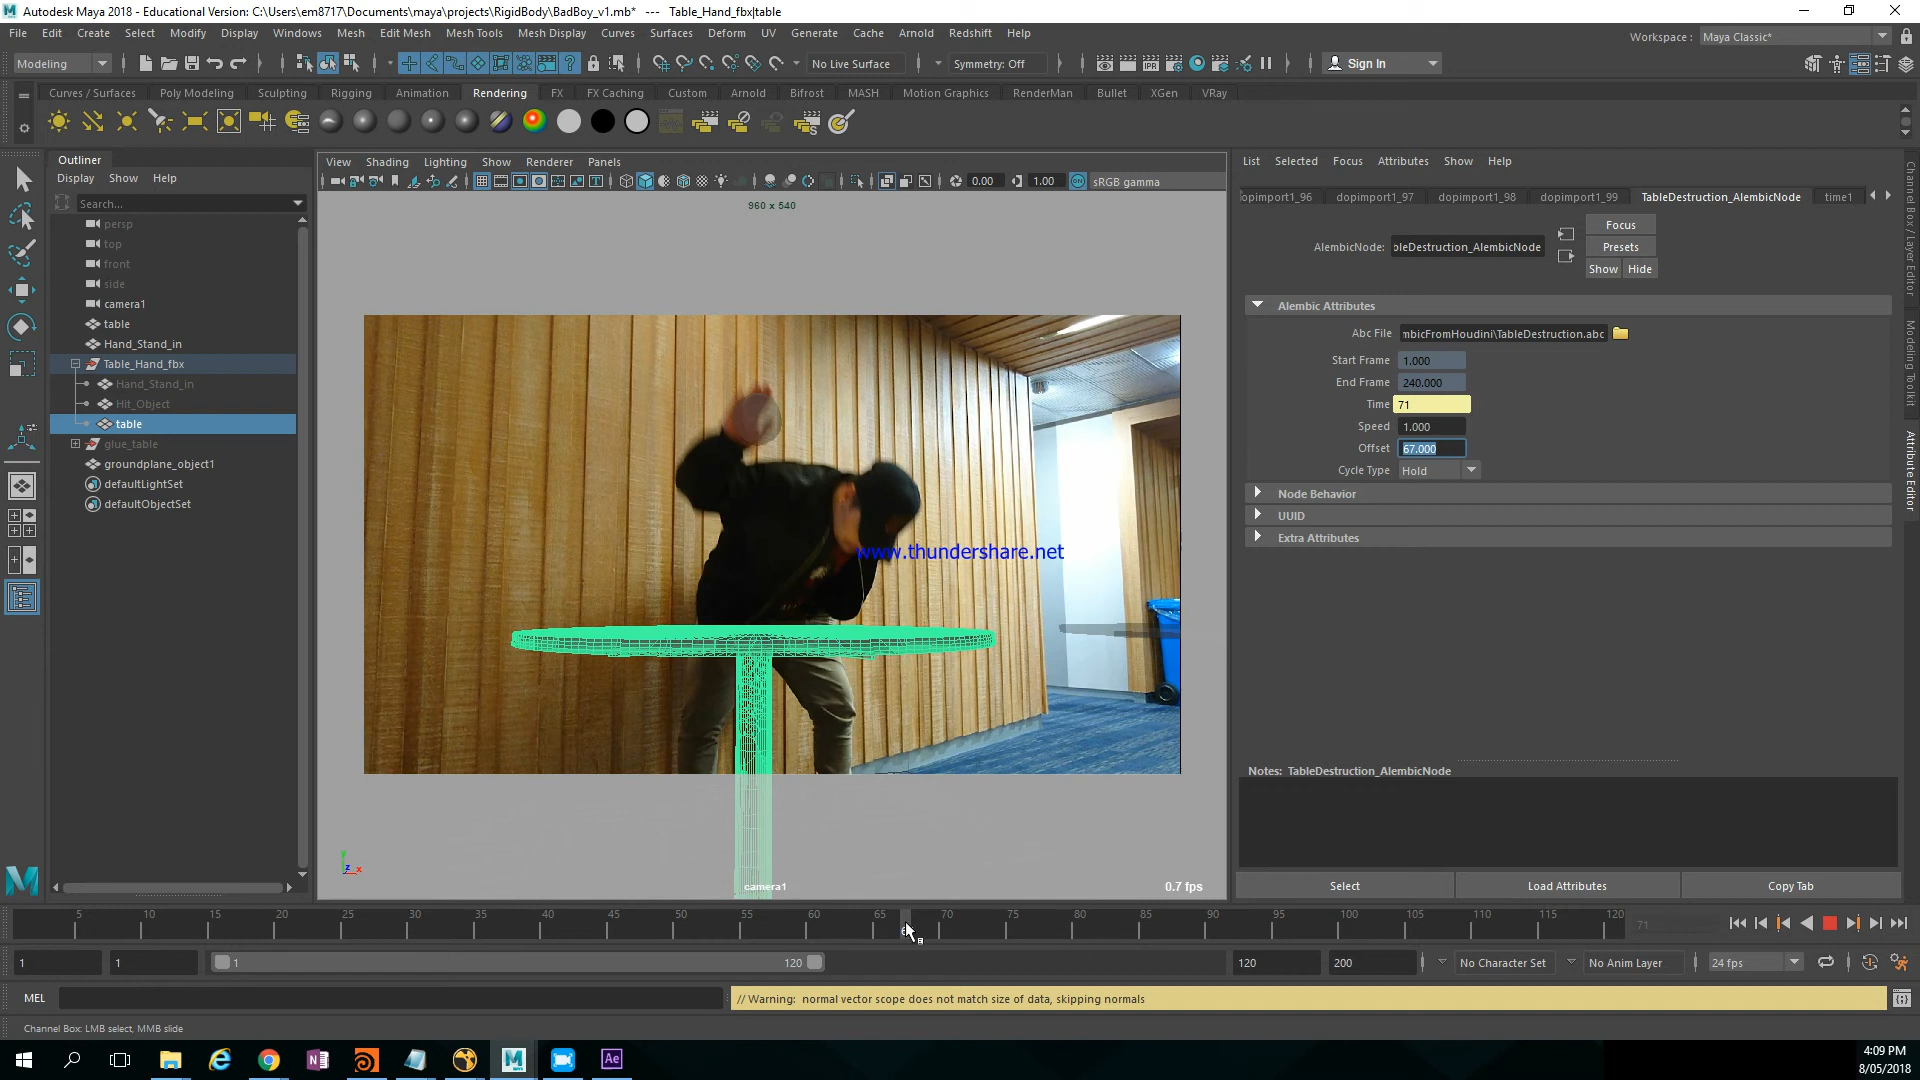 Autodesk Maya 2018 - Educational Version: C:\Users\em8717\Documents\maya\projects\RigidBody\BadBoy_v1.mb* --- Table_Hand_fbx|table
File Edit Create Select Modify Display Windows Mesh Edit Mesh Mesh Tools Mesh Display Curves Surfaces Deform UV Generate Cache Arnold Redshift Help
Workspace : Maya Classic*
Modeling No Live Surface Symmetry: Off Sign In
Curves / Surfaces Poly Modeling Sculpting Rigging Animation Rendering FX FX Caching Custom Arnold Bifrost MASH Motion Graphics RenderMan Bullet XGen VRay
Outliner
Display Show Help
Search...
persp
top
front
side
camera1
table
Hand_Stand_in
Table_Hand_fbx
Hand_Stand_in
Hit_Object
table
glue_table
groundplane_object1
defaultLightSet
defaultObjectSet
View Shading Lighting Show Renderer Panels
0.00 1.00 sRGB gamma
960 x 540
www.thundershare.net
camera1
0.7 fps
List Selected Focus Attributes Show Help
opimport1_96 dopimport1_97 dopimport1_98 dopimport1_99 TableDestruction_AlembicNode time1
Focus
AlembicNode: bleDestruction_AlembicNode Presets
Show Hide
Alembic Attributes
Abc File mbicFromHoudini\TableDestruction.abc
Start Frame 1.000
End Frame 240.000
Time 71
Speed 1.000
Offset 67.000
Cycle Type Hold
Node Behavior
UUID
Extra Attributes
Notes: TableDestruction_AlembicNode
Select Load Attributes Copy Tab
Channel Box / Layer Editor
Modeling Toolkit
Attribute Editor
5 10 15 20 25 30 35 40 45 50 55 60 65 70 75 80 85 90 95 100 105 110 115 120
71
1 1 1 120 120 200 No Character Set No Anim Layer 24 fps
MEL // Warning: normal vector scope does not match size of data, skipping normals
Channel Box: LMB select, MMB slide
4:09 PM
8/05/2018